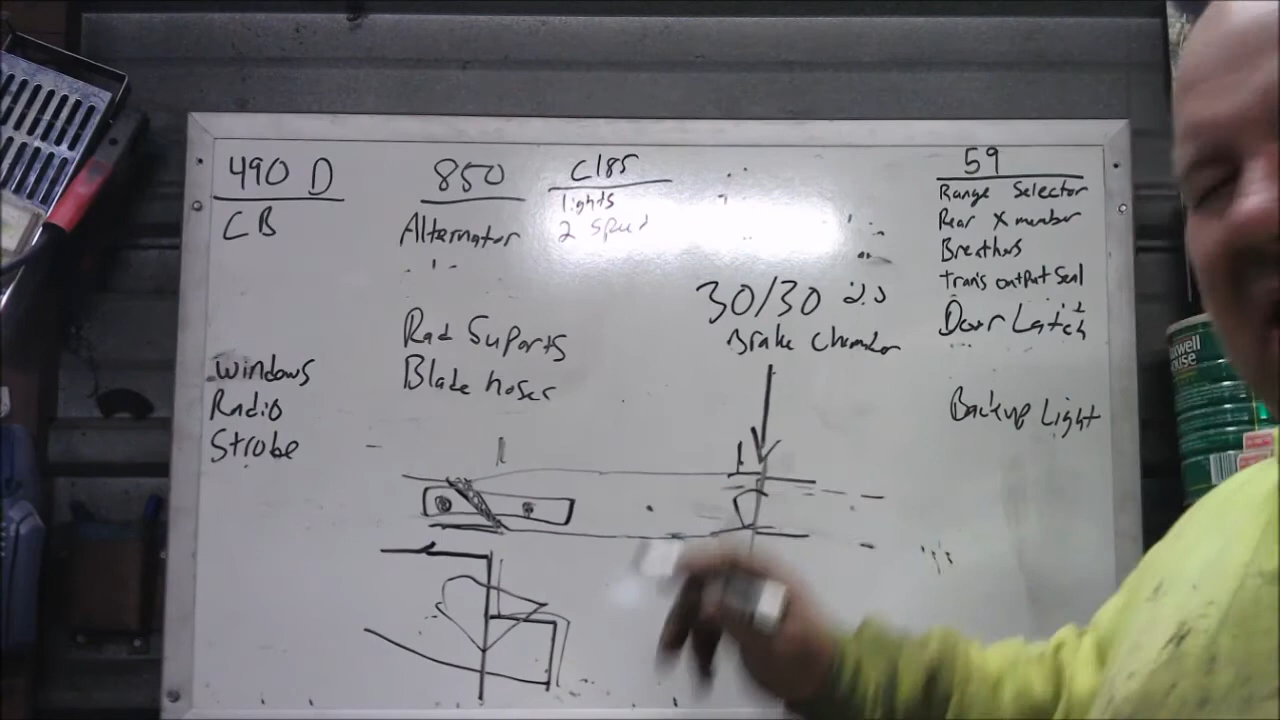 490 D
CB
Windows
Radio
Strobe
850
Alternator
Rad Suports
Blade hoses
C185
lights
2 Speed
30/30
Brake Chamber
59
Range Selector
Rear X member
Breathers
Trans output Seal
Door Latch
Backup Light